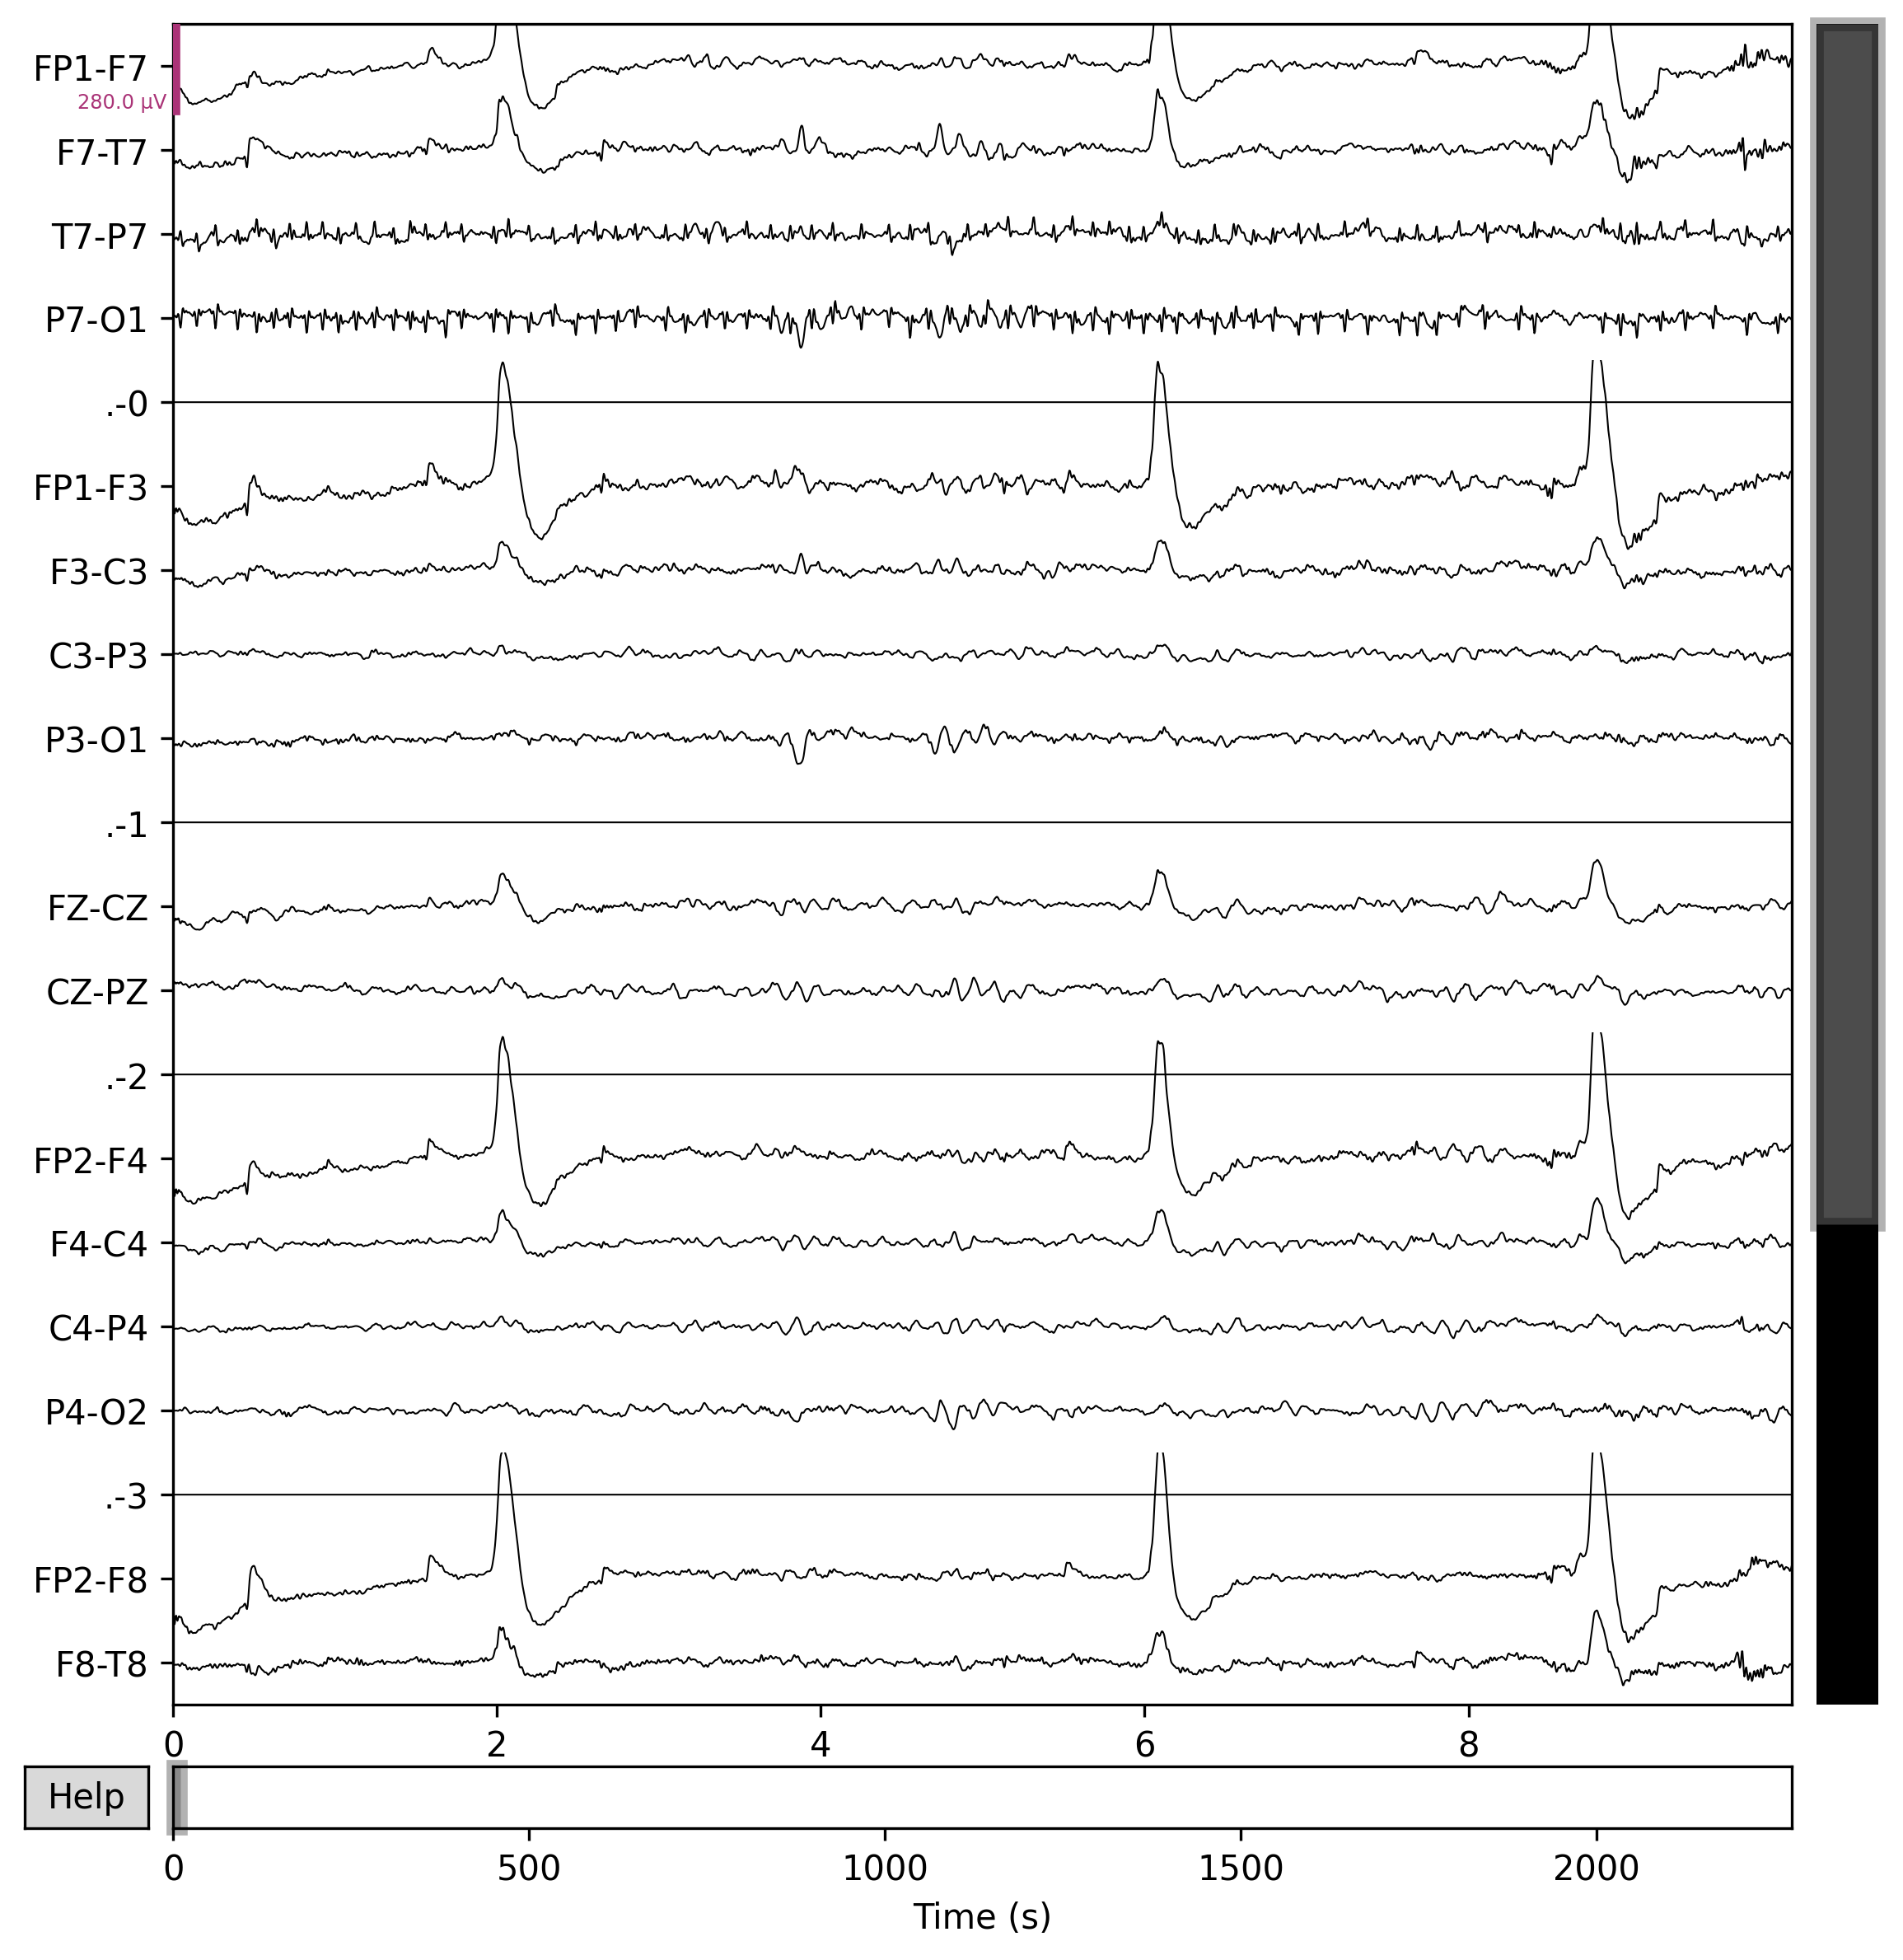 FP1-F7
280.0 µV
F7-T7
T7-P7
P7-O1
.-0
FP1-F3
F3-C3
C3-P3
P3-O1
.-1
FZ-CZ
CZ-PZ
.-2
FP2-F4
F4-C4
C4-P4
P4-O2
.-3
FP2-F8
F8-T8
0 2 4 6 8
Help
0 500 1000 1500 2000
Time (s)